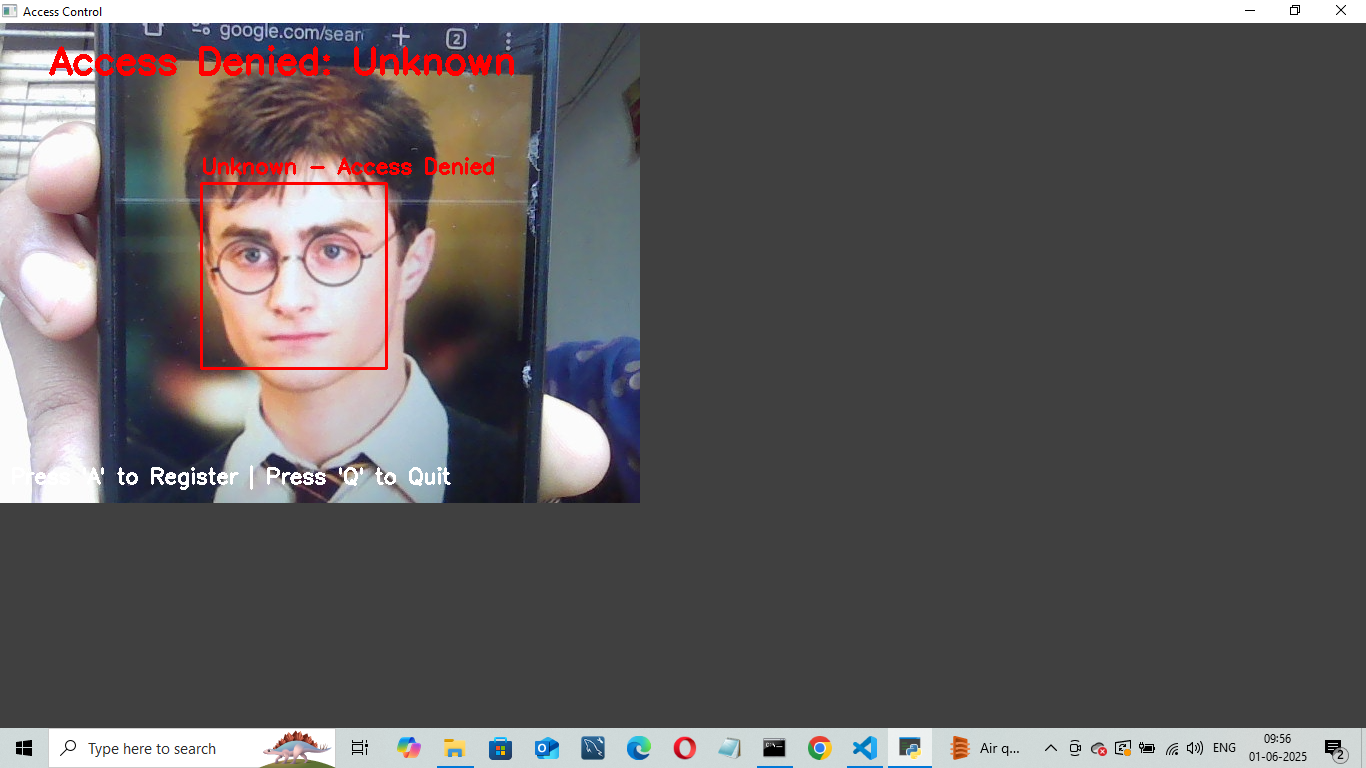 Access Control
google.com/sear
2
Access Denied: Unknown
Unknown - Access Denied
Press 'A' to Register | Press 'Q' to Quit
Type here to search
Air q...
ENG
09:56
01-06-2025
2